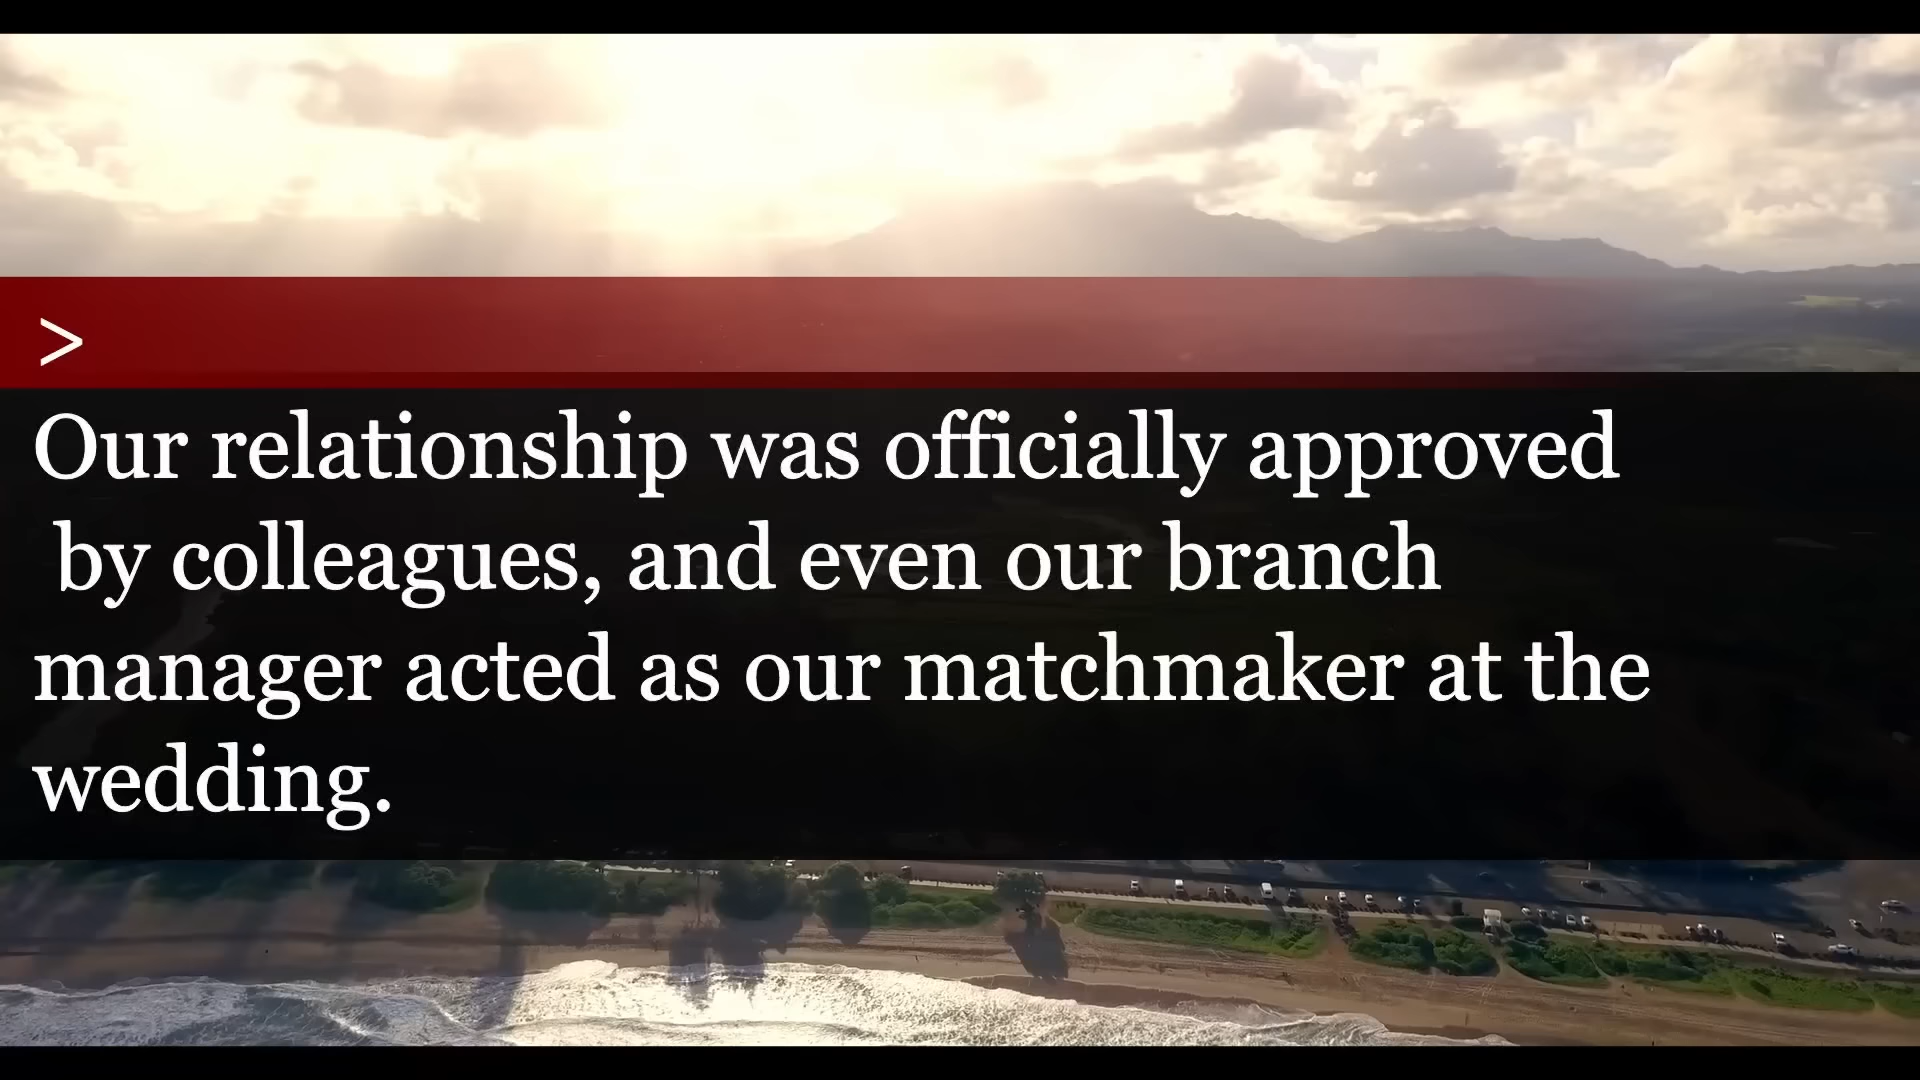 >
Our relationship was officially approved
by colleagues, and even our branch
manager acted as our matchmaker at the
wedding.